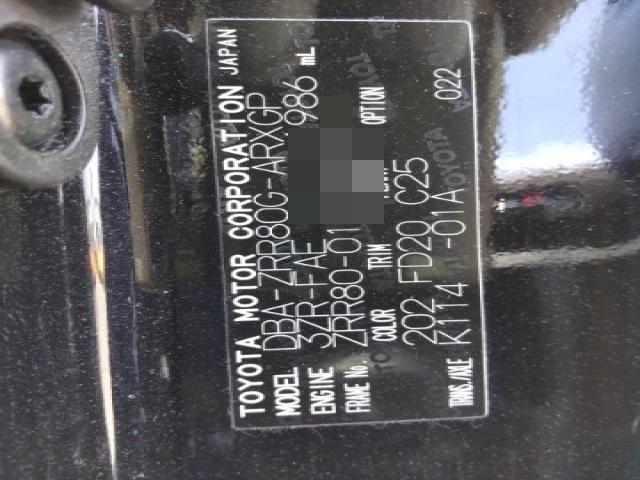 TOYOTA MOTOR CORPORATION JAPAN
MODEL DBA-ZRR80G-ARXGP
ENGINE 3ZR-FAE 986 mL
FRAME No. ZRR80-01
COLOR TRIM OPTION
202 FD20 C25
TRANS/AXLE K114 -01A 022